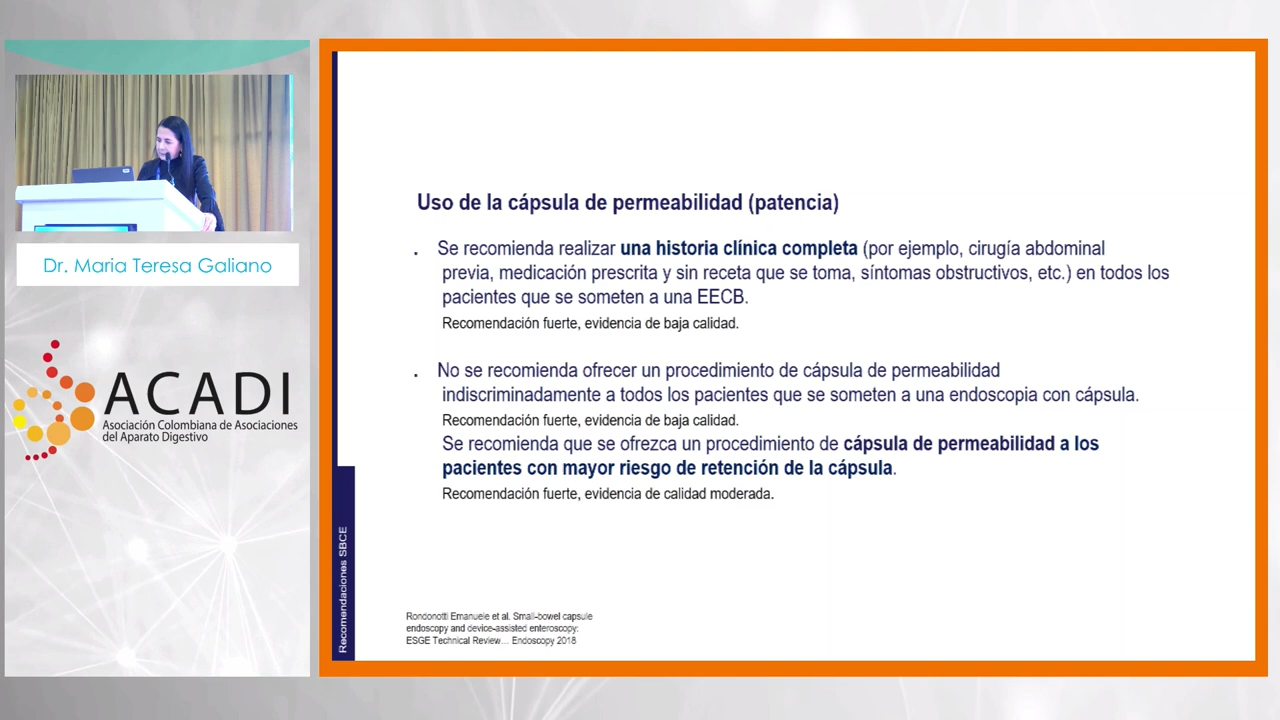 Dr. Maria Teresa Galiano
ACADI
Asociación Colombiana de Asociaciones
del Aparato Digestivo
Uso de la cápsula de permeabilidad (patencia)
. Se recomienda realizar una historia clínica completa (por ejemplo, cirugía abdominal
previa, medicación prescrita y sin receta que se toma, síntomas obstructivos, etc.) en todos los
pacientes que se someten a una EECB.
Recomendación fuerte, evidencia de baja calidad.
. No se recomienda ofrecer un procedimiento de cápsula de permeabilidad
indiscriminadamente a todos los pacientes que se someten a una endoscopia con cápsula.
Recomendación fuerte, evidencia de baja calidad.
Se recomienda que se ofrezca un procedimiento de cápsula de permeabilidad a los
pacientes con mayor riesgo de retención de la cápsula.
Recomendación fuerte, evidencia de calidad moderada.
Recomendaciones SBCE
Rondonotti Emanuele et al. Small-bowel capsule
endoscopy and device-assisted enteroscopy:
ESGE Technical Review... Endoscopy 2018